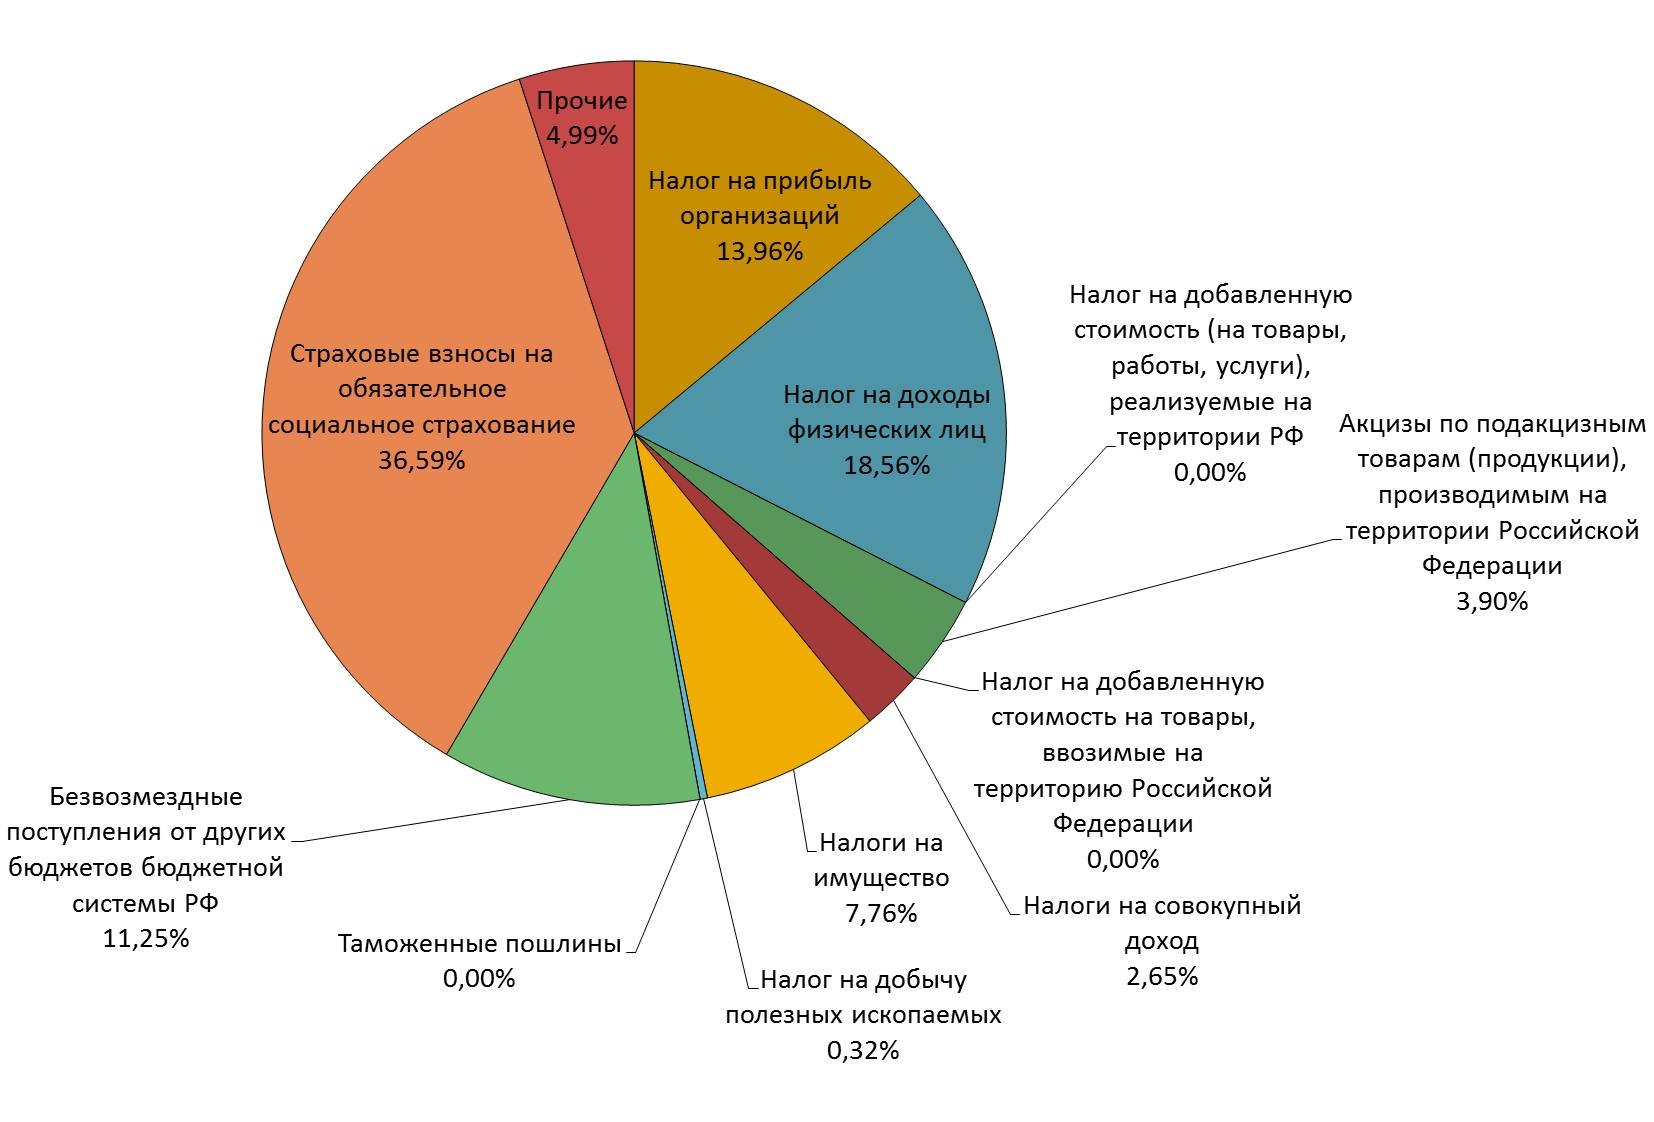 Прочие
4,99%
Налог на прибыль
организаций
13,96%
Налог на доходы
физических лиц
18,56%
Налог на добавленную
стоимость (на товары,
работы, услуги),
реализуемые на
территории РФ
0,00%
Акцизы по подакцизным
товарам (продукции),
производимым на
территории Российской
Федерации
3,90%
Налог на добавленную
стоимость на товары,
ввозимые на
территорию Российской
Федерации
0,00%
Налоги на совокупный
доход
2,65%
Налоги на
имущество
7,76%
Налог на добычу
полезных ископаемых
0,32%
Таможенные пошлины
0,00%
Безвозмездные
поступления от других
бюджетов бюджетной
системы РФ
11,25%
Страховые взносы на
обязательное
социальное страхование
36,59%